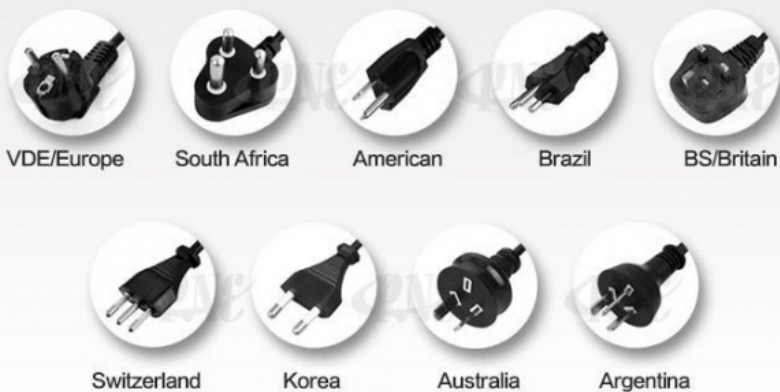 VDE/Europe
South Africa
American
Brazil
BS/Britain
Switzerland
Korea
Australia
Argentina